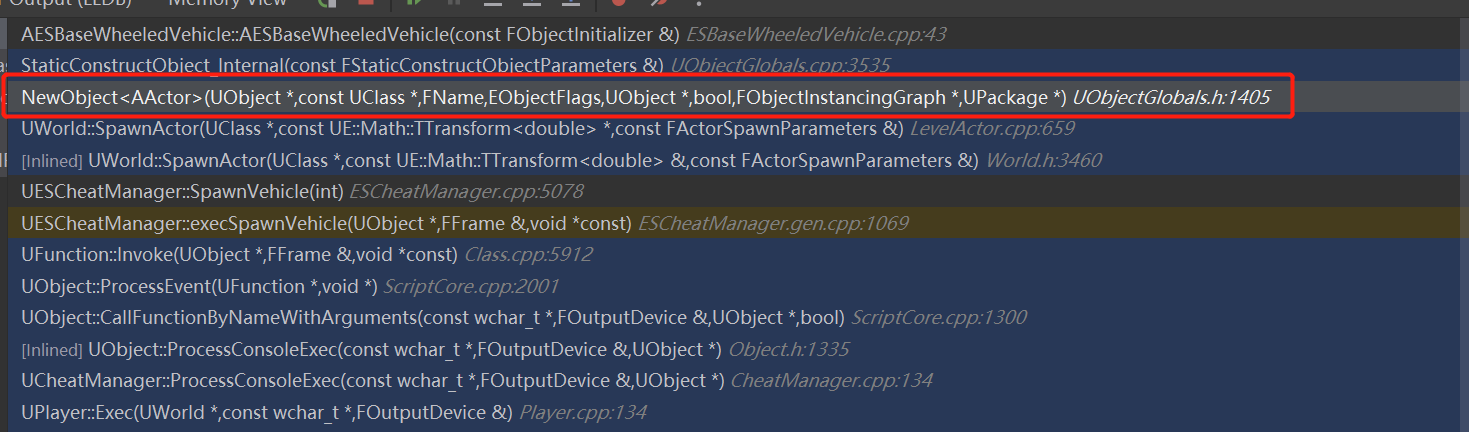 Output (LLDB) Memory View
AESBaseWheeledVehicle::AESBaseWheeledVehicle(const FObjectInitializer &) ESBaseWheeledVehicle.cpp:43
StaticConstructObject_Internal(const FStaticConstructObjectParameters &) UObjectGlobals.cpp:3535
NewObject<AActor>(UObject *,const UClass *,FName,EObjectFlags,UObject *,bool,FObjectInstancingGraph *,UPackage *) UObjectGlobals.h:1405
UWorld::SpawnActor(UClass *,const UE::Math::TTransform<double> *,const FActorSpawnParameters &) LevelActor.cpp:659
[Inlined] UWorld::SpawnActor(UClass *,const UE::Math::TTransform<double> &,const FActorSpawnParameters &) World.h:3460
UESCheatManager::SpawnVehicle(int) ESCheatManager.cpp:5078
UESCheatManager::execSpawnVehicle(UObject *,FFrame &,void *const) ESCheatManager.gen.cpp:1069
UFunction::Invoke(UObject *,FFrame &,void *const) Class.cpp:5912
UObject::ProcessEvent(UFunction *,void *) ScriptCore.cpp:2001
UObject::CallFunctionByNameWithArguments(const wchar_t *,FOutputDevice &,UObject *,bool) ScriptCore.cpp:1300
[Inlined] UObject::ProcessConsoleExec(const wchar_t *,FOutputDevice &,UObject *) Object.h:1335
UCheatManager::ProcessConsoleExec(const wchar_t *,FOutputDevice &,UObject *) CheatManager.cpp:134
UPlayer::Exec(UWorld *,const wchar_t *,FOutputDevice &) Player.cpp:134